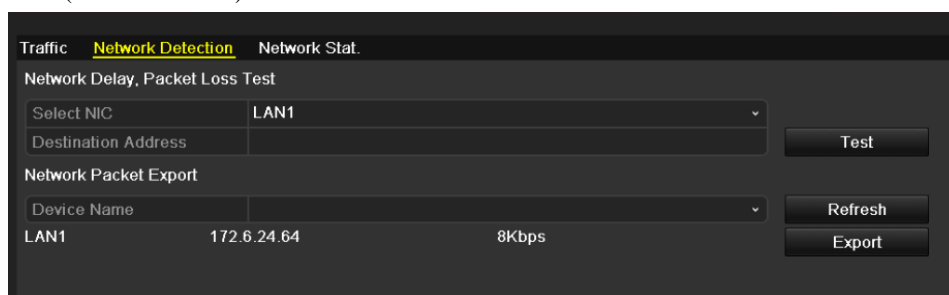 Traffic Network Detection Network Stat.
Network Delay, Packet Loss Test
Select NIC LAN1
Destination Address Test
Network Packet Export
Device Name Refresh
LAN1 172.6.24.64 8Kbps Export